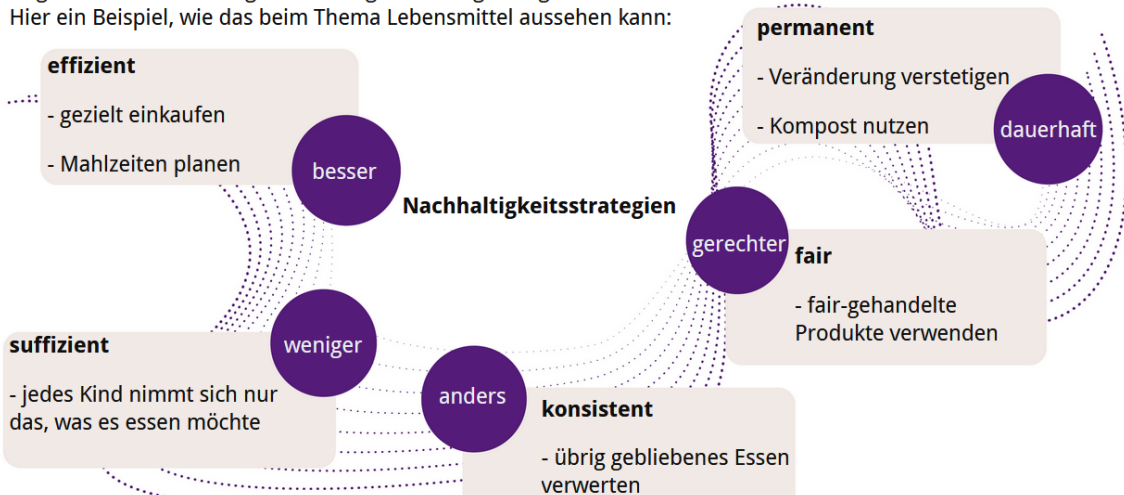 Hier ein Beispiel, wie das beim Thema Lebensmittel aussehen kann:
effizient
- gezielt einkaufen
- Mahlzeiten planen
besser
Nachhaltigkeitsstrategien
suffizient
- jedes Kind nimmt sich nur
das, was es essen möchte
weniger
anders
konsistent
- übrig gebliebenes Essen
verwerten
gerechter
fair
- fair-gehandelte
Produkte verwenden
permanent
- Veränderung verstetigen
- Kompost nutzen
dauerhaft